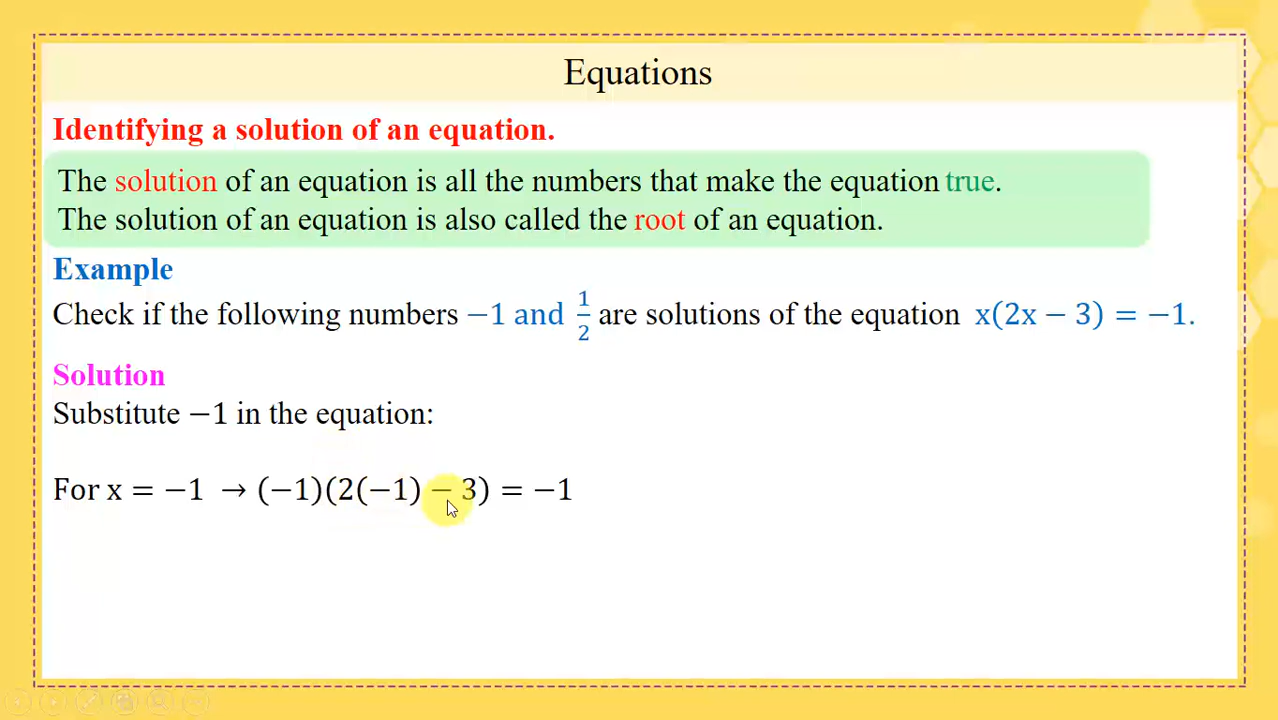 Equations
Identifying a solution of an equation.
The solution of an equation is all the numbers that make the equation true.
The solution of an equation is also called the root of an equation.
Example
Check if the following numbers −1 and 1/2 are solutions of the equation x(2x − 3) = −1.
Solution
Substitute −1 in the equation:
For x = −1 → (−1)(2(−1) − 3) = −1